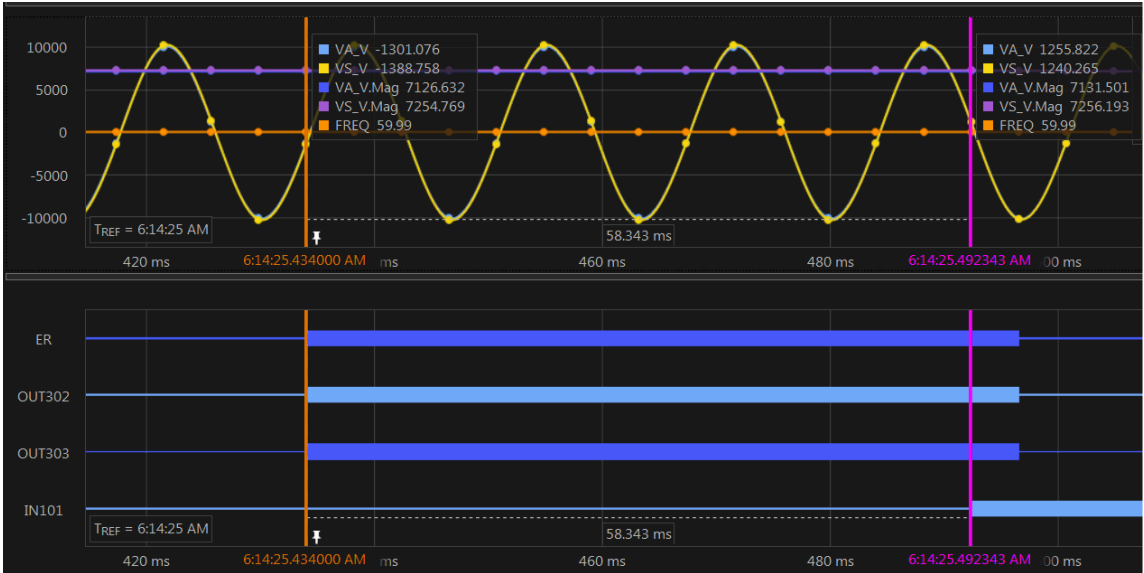 10000
5000
0
-5000
-10000
VA_V -1301.076
VS_V -1388.758
VA_V.Mag 7126.632
VS_V.Mag 7254.769
FREQ 59.99
VA_V 1255.822
VS_V 1240.265
VA_V.Mag 7131.501
VS_V.Mag 7256.193
FREQ 59.99
TREF = 6:14:25 AM
58.343 ms
420 ms 6:14:25.434000 AM ms 460 ms 480 ms 6:14:25.492343 AM 00 ms
ER
OUT302
OUT303
IN101
TREF = 6:14:25 AM
58.343 ms
420 ms 6:14:25.434000 AM ms 460 ms 480 ms 6:14:25.492343 AM 00 ms